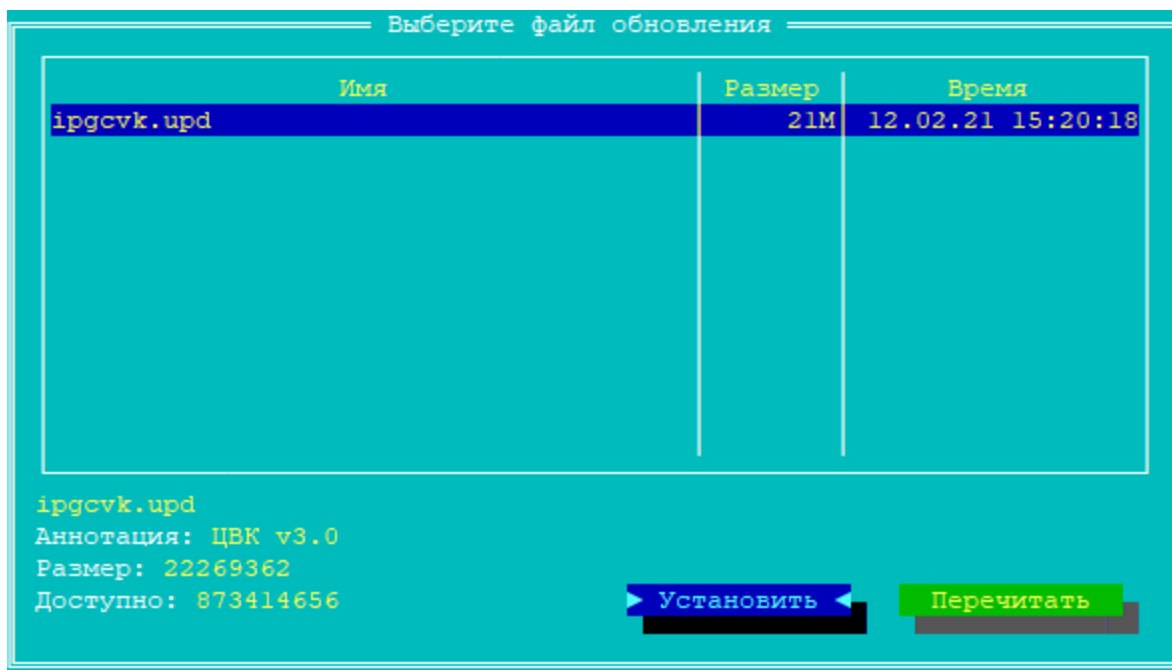 Выберите файл обновления
Имя Размер Время
ipgcvk.upd 21M 12.02.21 15:20:18
ipgcvk.upd
Аннотация: ЦВК v3.0
Размер: 22269362
Доступно: 873414656
Установить Перечитать